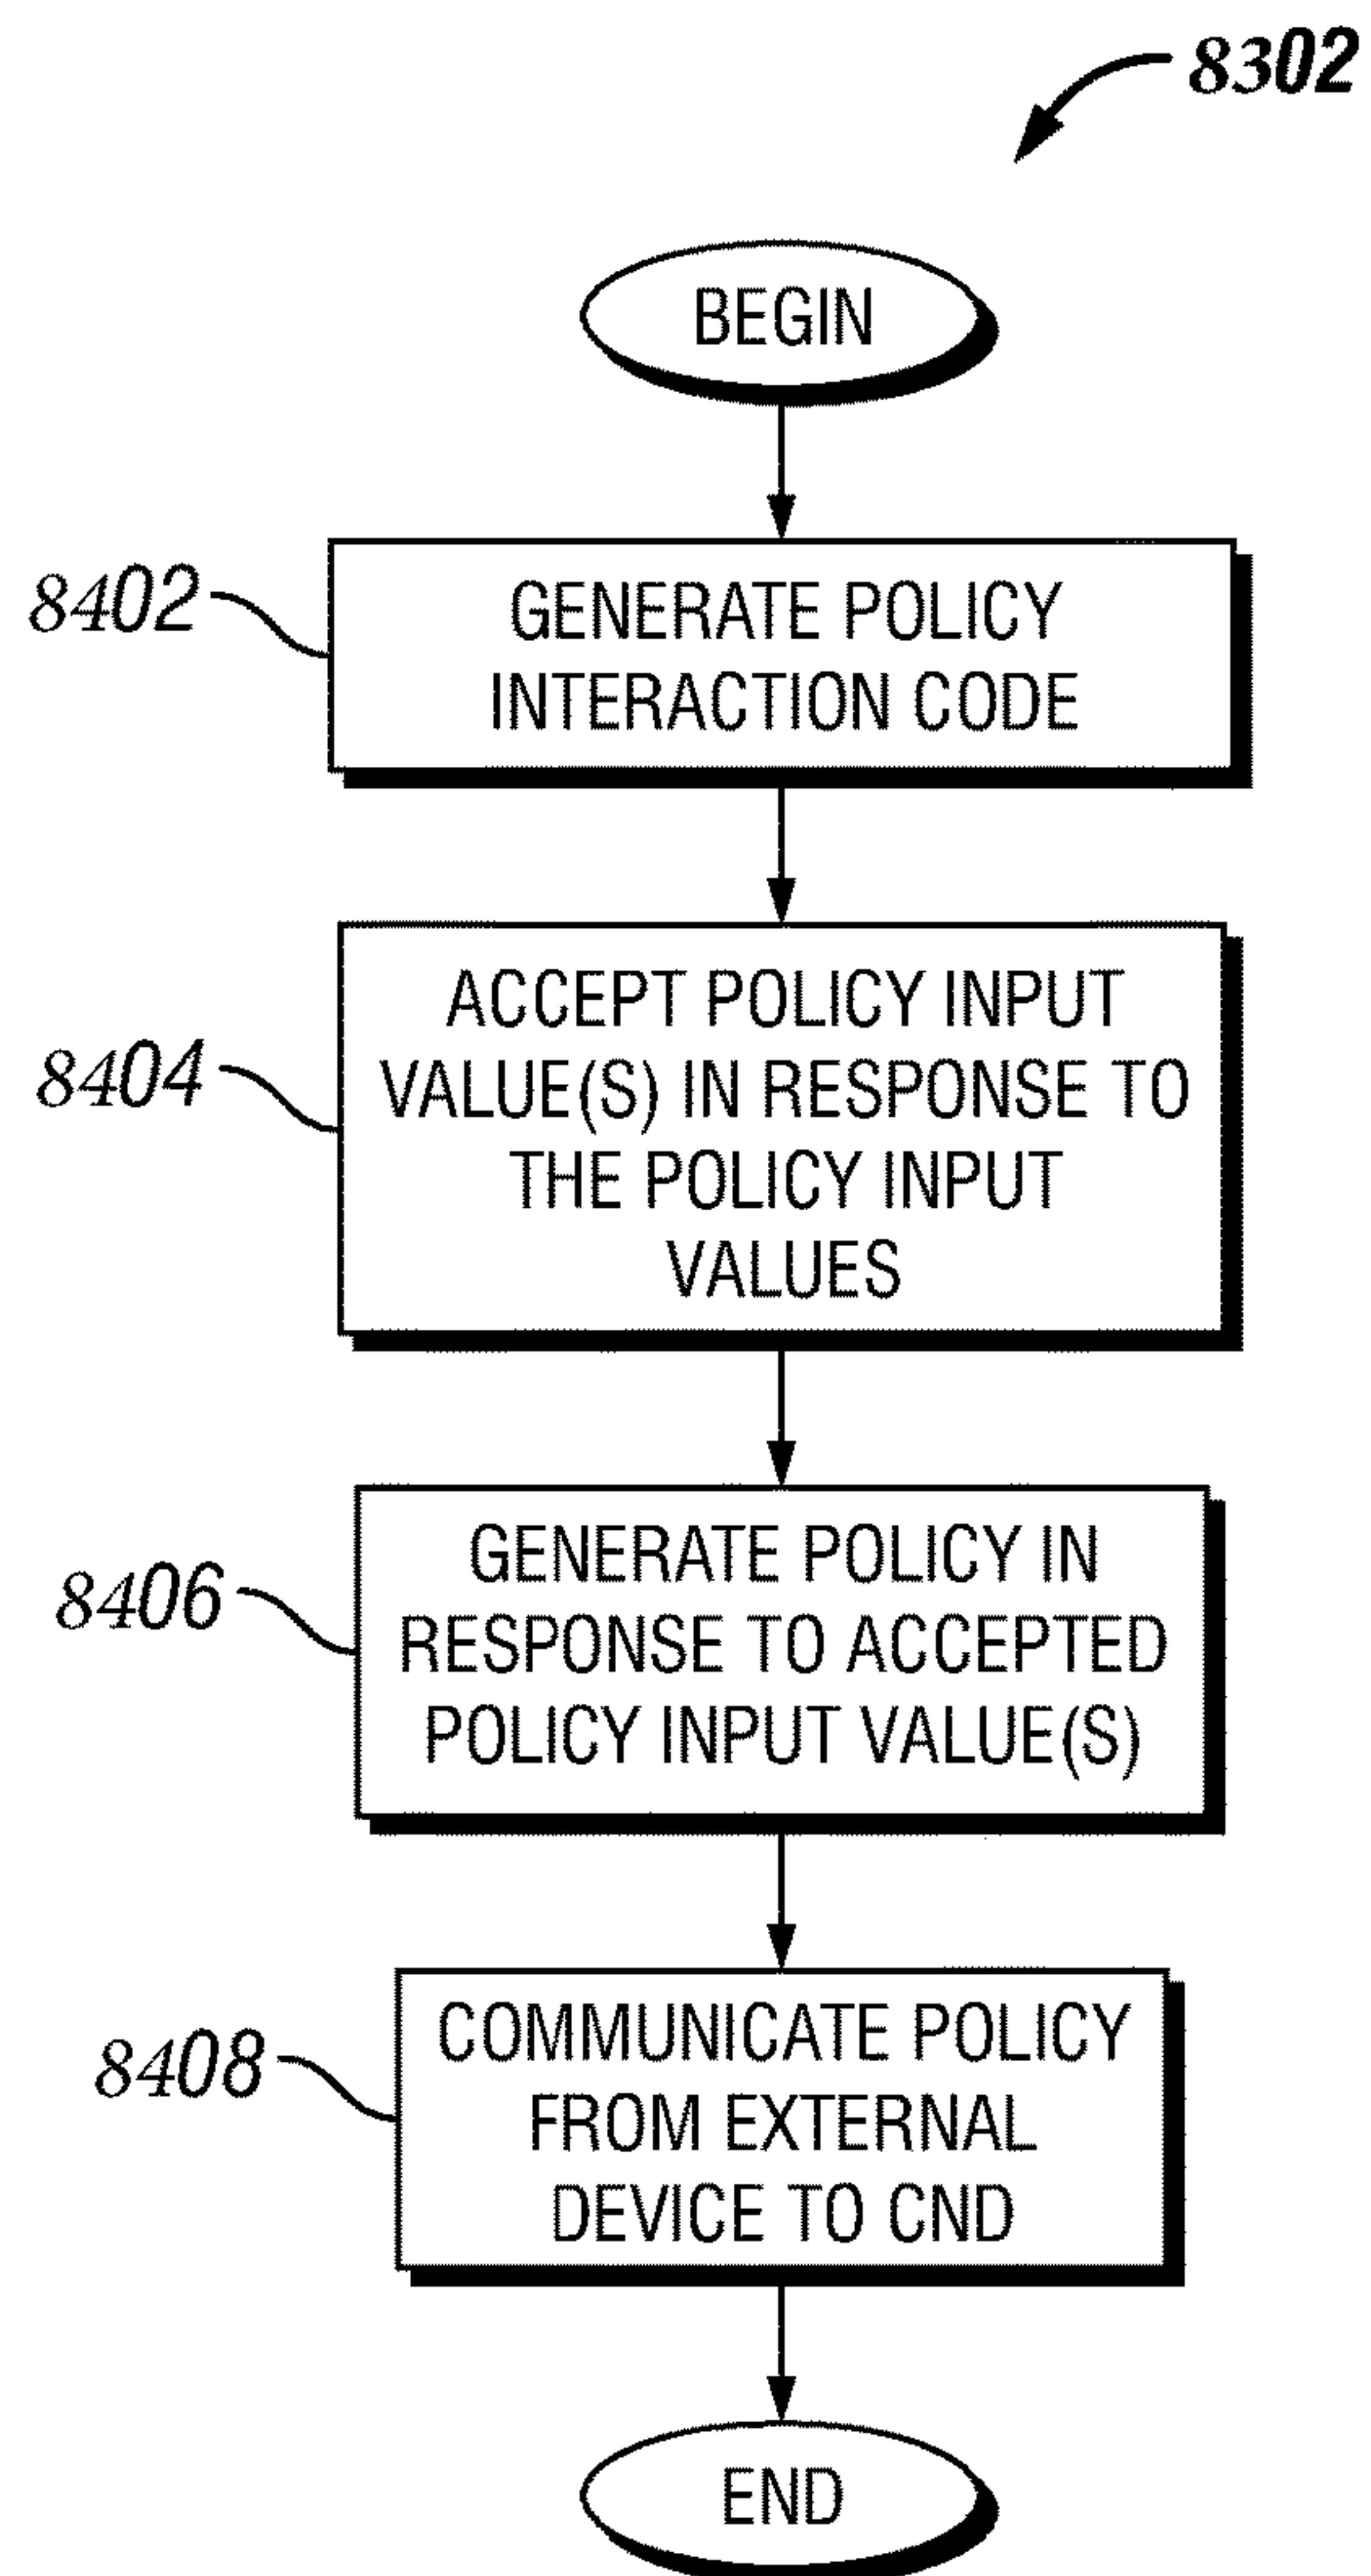 8302
BEGIN
8402
GENERATE POLICY
INTERACTION CODE
8404
ACCEPT POLICY INPUT
VALUE(S) IN RESPONSE TO
THE POLICY INPUT
VALUES
8406
GENERATE POLICY IN
RESPONSE TO ACCEPTED
POLICY INPUT VALUE(S)
8408
COMMUNICATE POLICY
FROM EXTERNAL
DEVICE TO CND
END